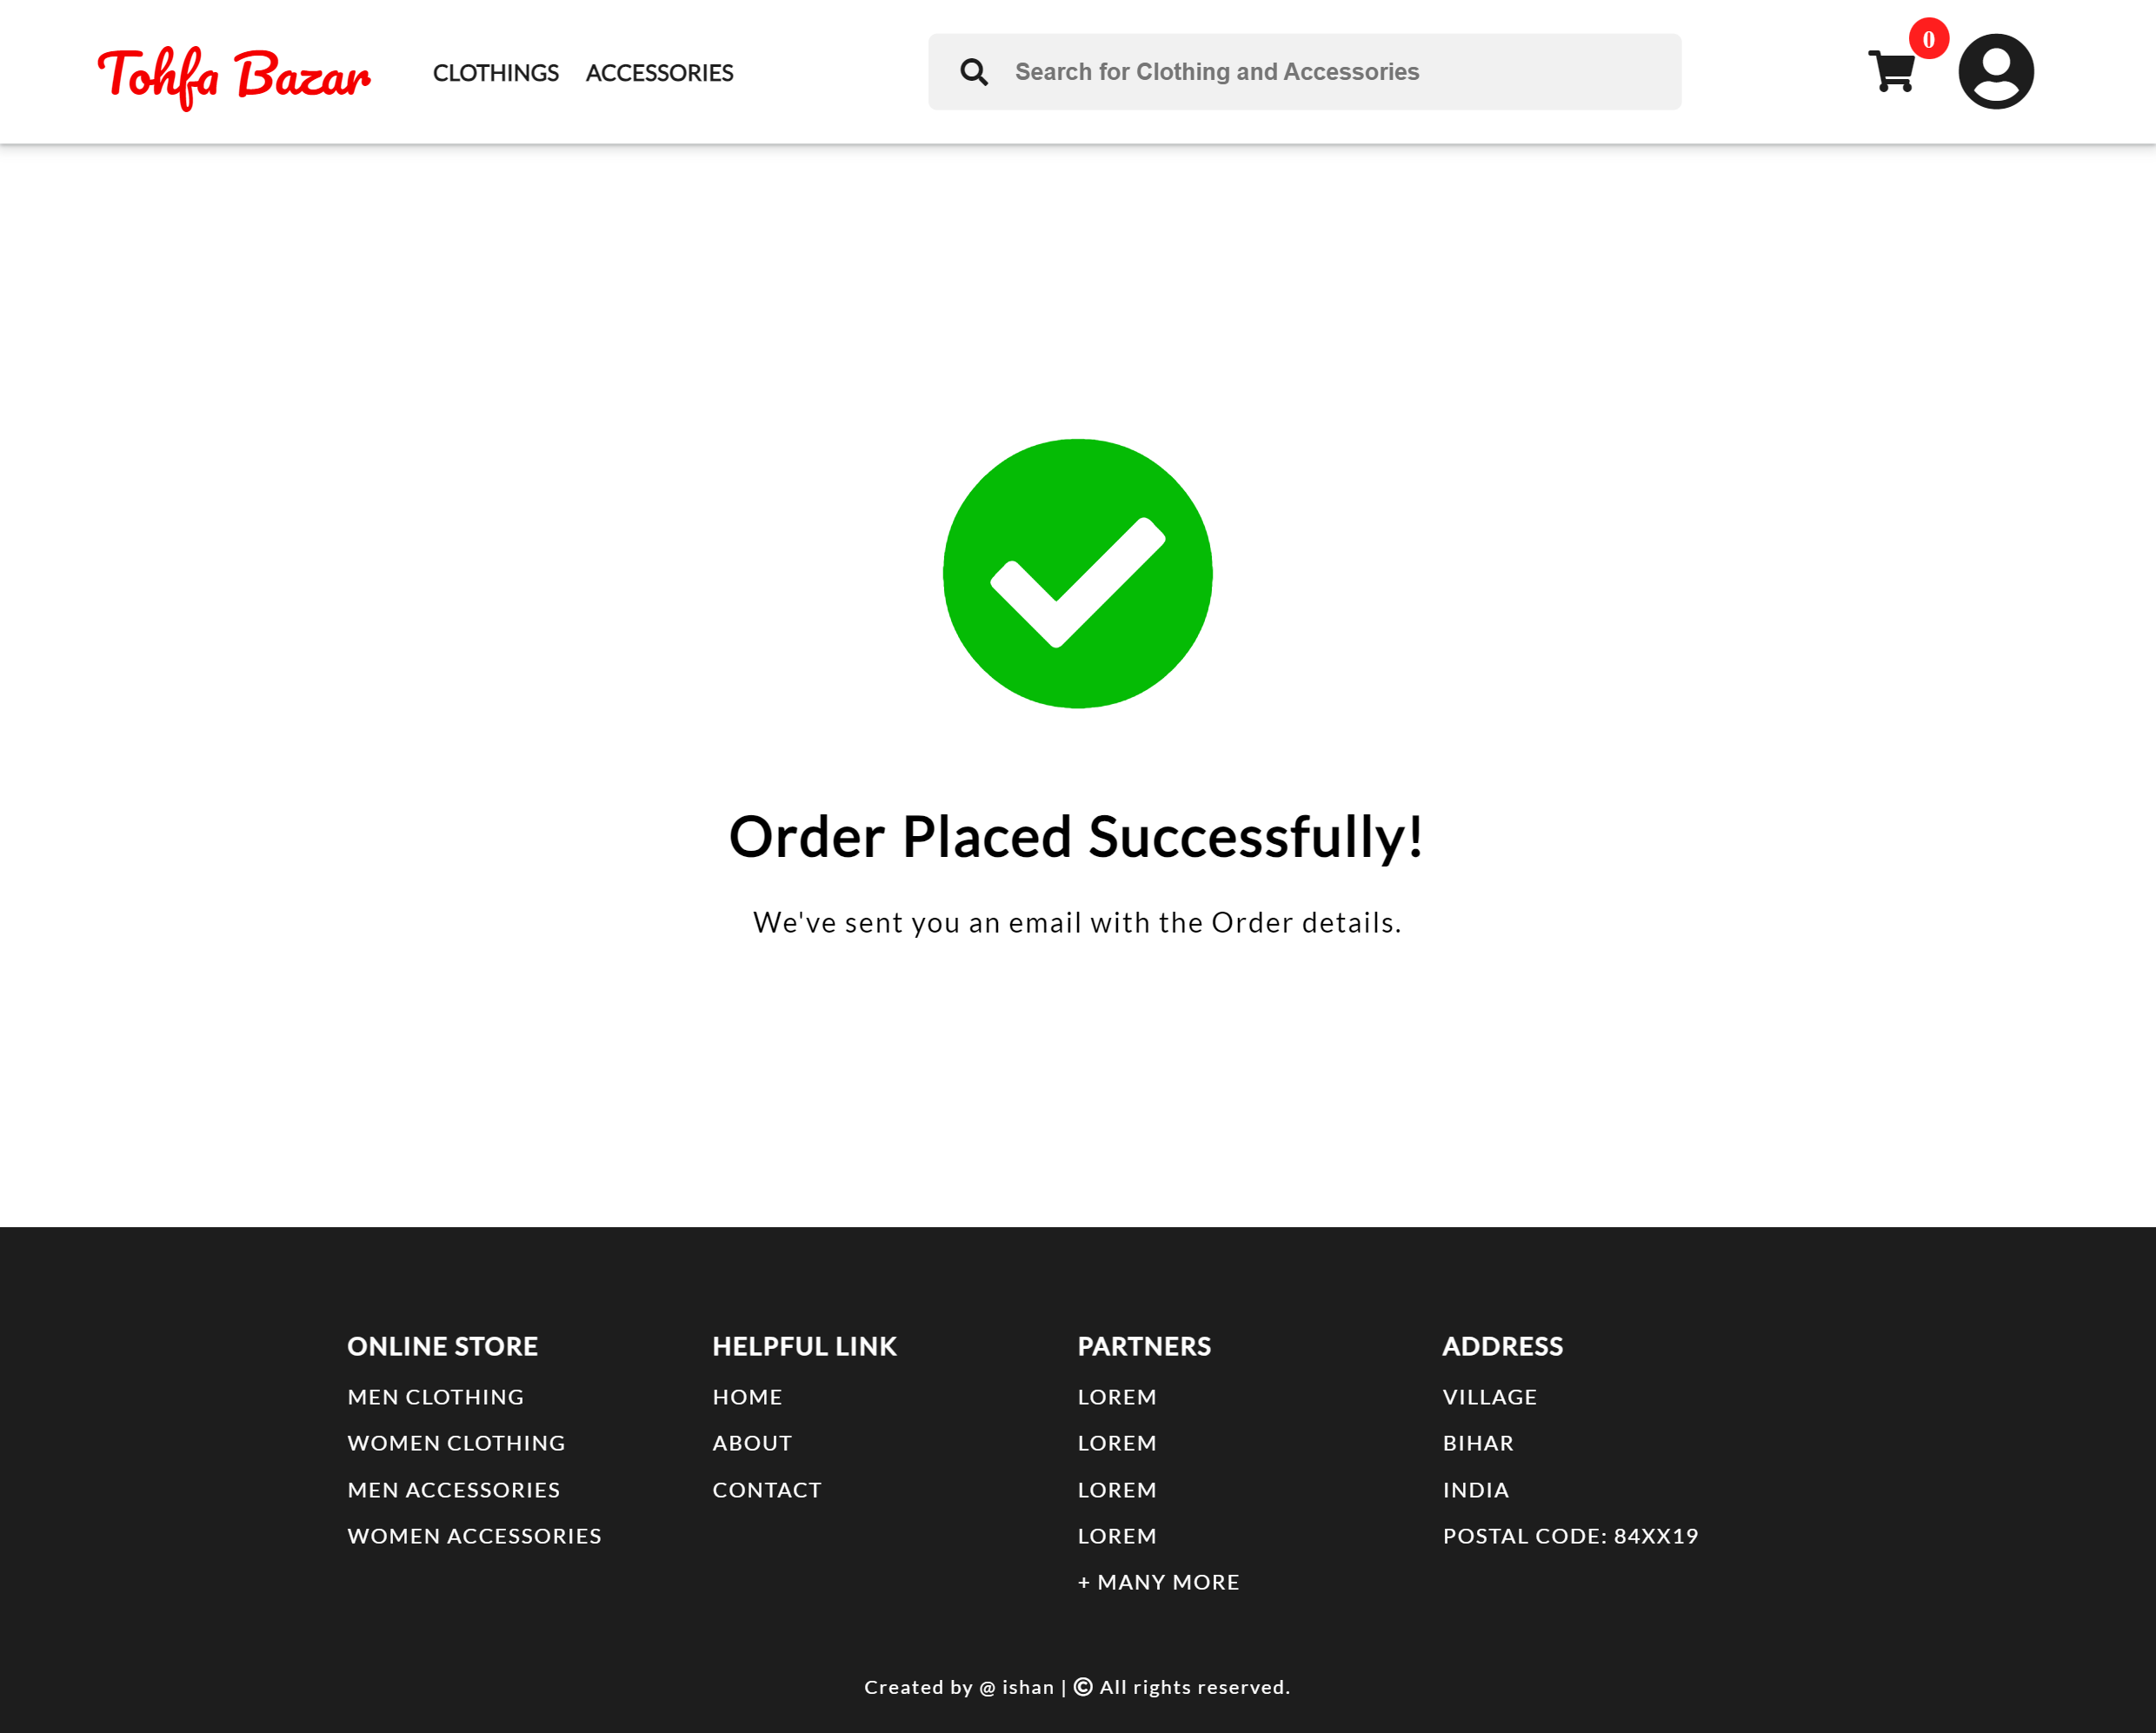 Tohfa Bazar
CLOTHINGS ACCESSORIES
Search for Clothing and Accessories
0
Order Placed Successfully!
We've sent you an email with the Order details.
ONLINE STORE
MEN CLOTHING
WOMEN CLOTHING
MEN ACCESSORIES
WOMEN ACCESSORIES
HELPFUL LINK
HOME
ABOUT
CONTACT
PARTNERS
LOREM
LOREM
LOREM
LOREM
+ MANY MORE
ADDRESS
VILLAGE
BIHAR
INDIA
POSTAL CODE: 84XX19
Created by @ ishan | © All rights reserved.